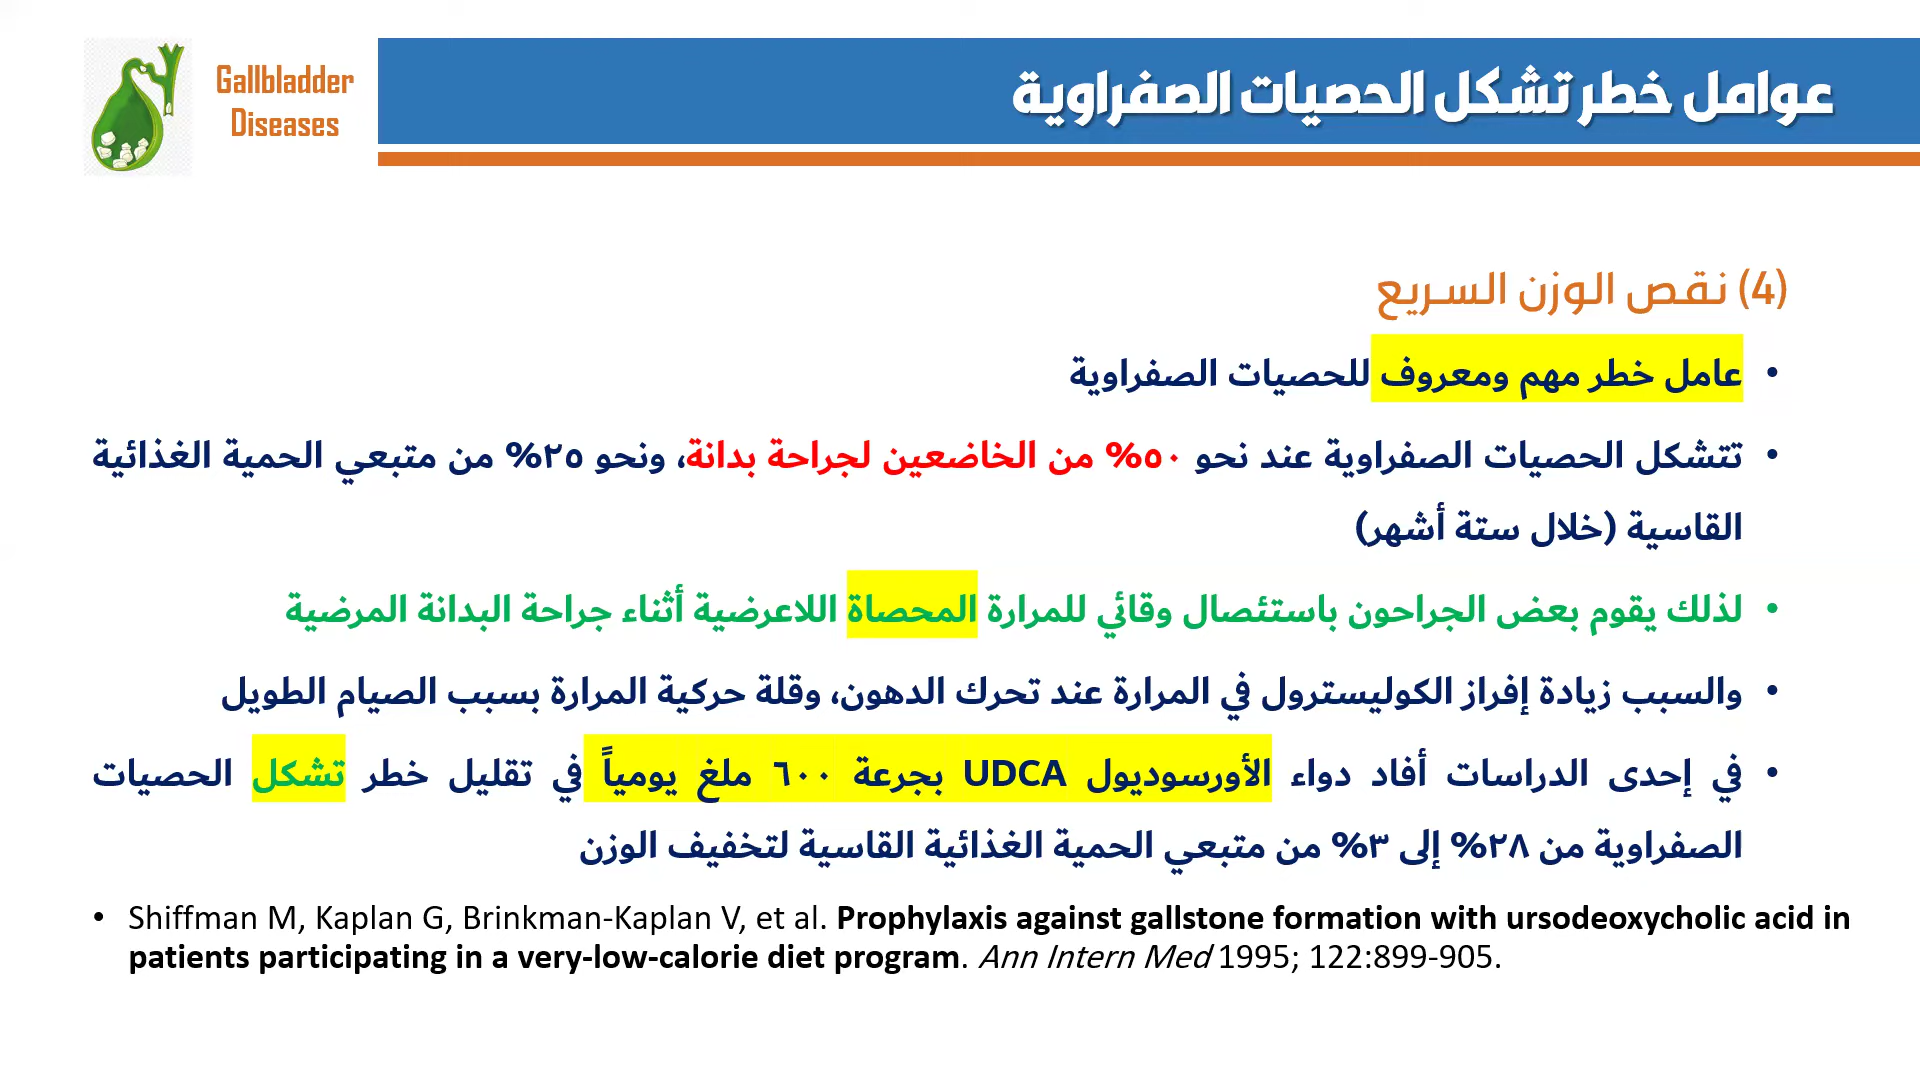 Gallbladder
Diseases
عوامل خطر تشكل الحصيات الصفراوية
(4) نقص الوزن السريع
• عامل خطر مهم ومعروف للحصيات الصفراوية
• تتشكل الحصيات الصفراوية عند نحو ٥٠% من الخاضعين لجراحة بدانة، ونحو ٢٥% من متبعي الحمية الغذائية
القاسية (خلال ستة أشهر)
• لذلك يقوم بعض الجراحون باستئصال وقائي للمرارة المحصاة اللاعرضية أثناء جراحة البدانة المرضية
• والسبب زيادة إفراز الكوليسترول في المرارة عند تحرك الدهون، وقلة حركية المرارة بسبب الصيام الطويل
• في إحدى الدراسات أفاد دواء الأورسوديول UDCA بجرعة ٦٠٠ ملغ يومياً في تقليل خطر تشكل الحصيات
الصفراوية من ٢٨% إلى ٣% من متبعي الحمية الغذائية القاسية لتخفيف الوزن
• Shiffman M, Kaplan G, Brinkman-Kaplan V, et al. Prophylaxis against gallstone formation with ursodeoxycholic acid in
patients participating in a very-low-calorie diet program. Ann Intern Med 1995; 122:899-905.